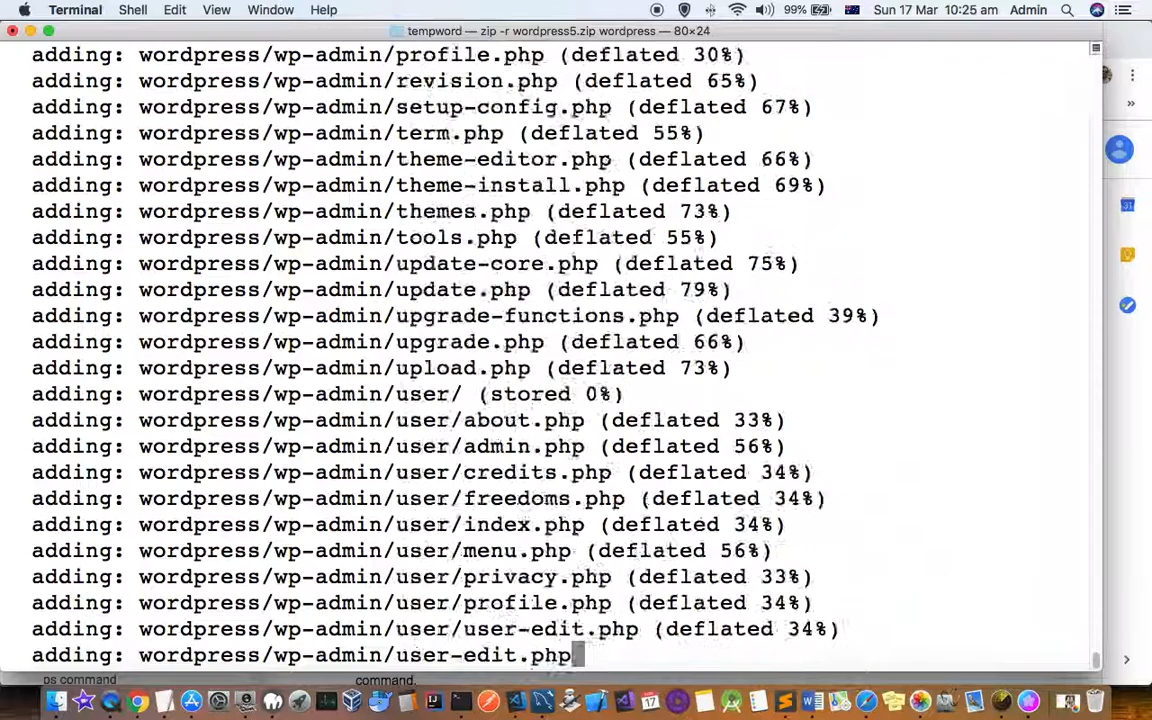 Terminal Shell Edit View Window Help 99% Sun 17 Mar 10:25 am Admin
tempword — zip -r wordpress5.zip wordpress — 80×24
adding: wordpress/wp-admin/profile.php (deflated 30%)
adding: wordpress/wp-admin/revision.php (deflated 65%)
adding: wordpress/wp-admin/setup-config.php (deflated 67%)
adding: wordpress/wp-admin/term.php (deflated 55%)
adding: wordpress/wp-admin/theme-editor.php (deflated 66%)
adding: wordpress/wp-admin/theme-install.php (deflated 69%)
adding: wordpress/wp-admin/themes.php (deflated 73%)
adding: wordpress/wp-admin/tools.php (deflated 55%)
adding: wordpress/wp-admin/update-core.php (deflated 75%)
adding: wordpress/wp-admin/update.php (deflated 79%)
adding: wordpress/wp-admin/upgrade-functions.php (deflated 39%)
adding: wordpress/wp-admin/upgrade.php (deflated 66%)
adding: wordpress/wp-admin/upload.php (deflated 73%)
adding: wordpress/wp-admin/user/ (stored 0%)
adding: wordpress/wp-admin/user/about.php (deflated 33%)
adding: wordpress/wp-admin/user/admin.php (deflated 56%)
adding: wordpress/wp-admin/user/credits.php (deflated 34%)
adding: wordpress/wp-admin/user/freedoms.php (deflated 34%)
adding: wordpress/wp-admin/user/index.php (deflated 34%)
adding: wordpress/wp-admin/user/menu.php (deflated 56%)
adding: wordpress/wp-admin/user/privacy.php (deflated 33%)
adding: wordpress/wp-admin/user/profile.php (deflated 34%)
adding: wordpress/wp-admin/user/user-edit.php (deflated 34%)
adding: wordpress/wp-admin/user-edit.php
ps command command.
17
31